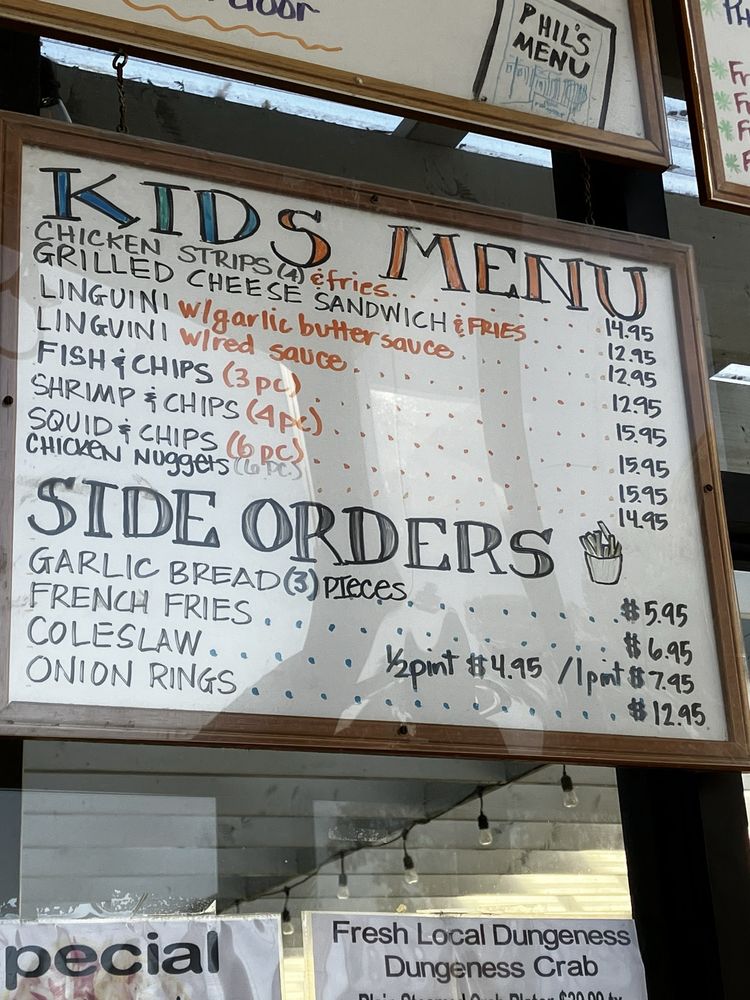 PHIL'S
MENU
KIDS MENU
CHICKEN STRIPS (4) & fries. 14.95
GRILLED CHEESE SANDWICH & FRIES 12.95
LINGUINI w/garlic butter sauce 12.95
LINGUINI w/red sauce 12.95
FISH & CHIPS (3 pc) 15.95
SHRIMP & CHIPS (4 pc) 15.95
SQUID & CHIPS (6 pc) 15.95
CHICKEN NUGGETS (6 pc) 14.95
SIDE ORDERS
GARLIC BREAD (3) PIECES $5.95
FRENCH FRIES $6.95
COLESLAW 1/2 pint $4.95 / 1 pint $7.95
ONION RINGS $12.95
pecial
Fresh Local Dungeness
Dungeness Crab